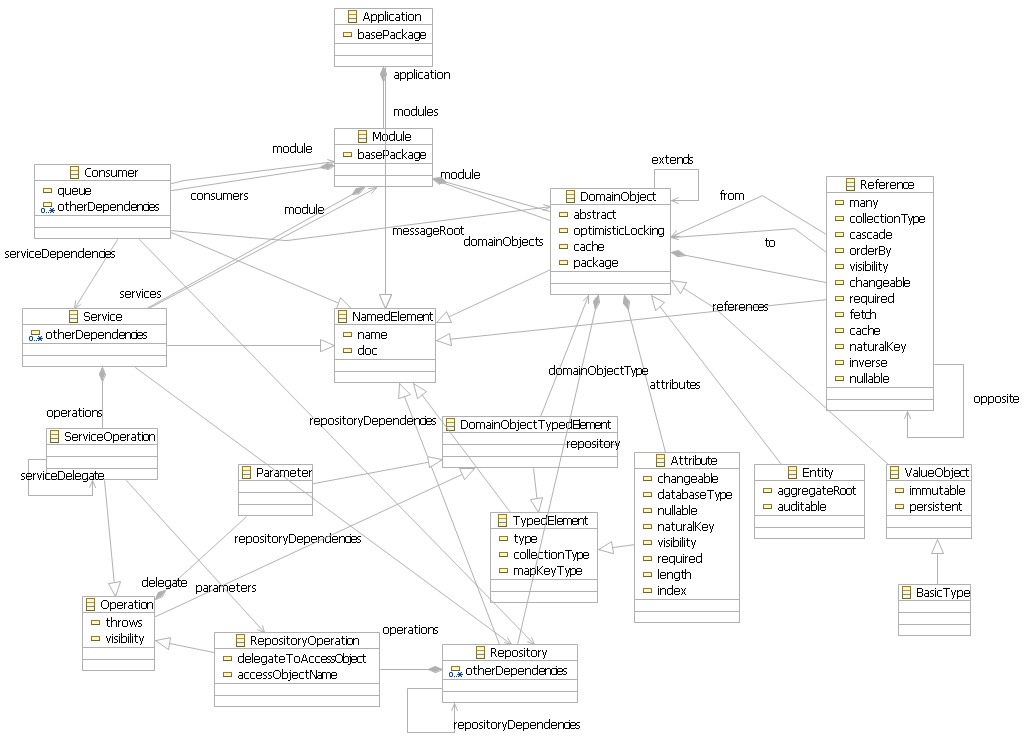 Application
basePackage
application
modules
Module
basePackage
module
extends
Consumer
queue
0..*
otherDependencies
consumers
module
module
DomainObject
abstract
optimisticLocking
cache
package
from
to
Reference
many
collectionType
cascade
orderBy
visibility
changeable
required
fetch
cache
naturalKey
inverse
nullable
messageRoot
domainObjects
serviceDependencies
services
references
Service
0..*
otherDependencies
NamedElement
name
doc
domainObjectType
attributes
opposite
operations
repositoryDependencies
ServiceOperation
serviceDelegate
DomainObjectTypedElement
repository
Parameter
Attribute
changeable
databaseType
nullable
naturalKey
visibility
required
length
index
Entity
aggregateRoot
auditable
ValueObject
immutable
persistent
TypedElement
type
collectionType
mapKeyType
repositoryDependencies
delegate
parameters
BasicType
Operation
throws
visibility
RepositoryOperation
delegateToAccessObject
accessObjectName
operations
Repository
0..*
otherDependencies
repositoryDependencies